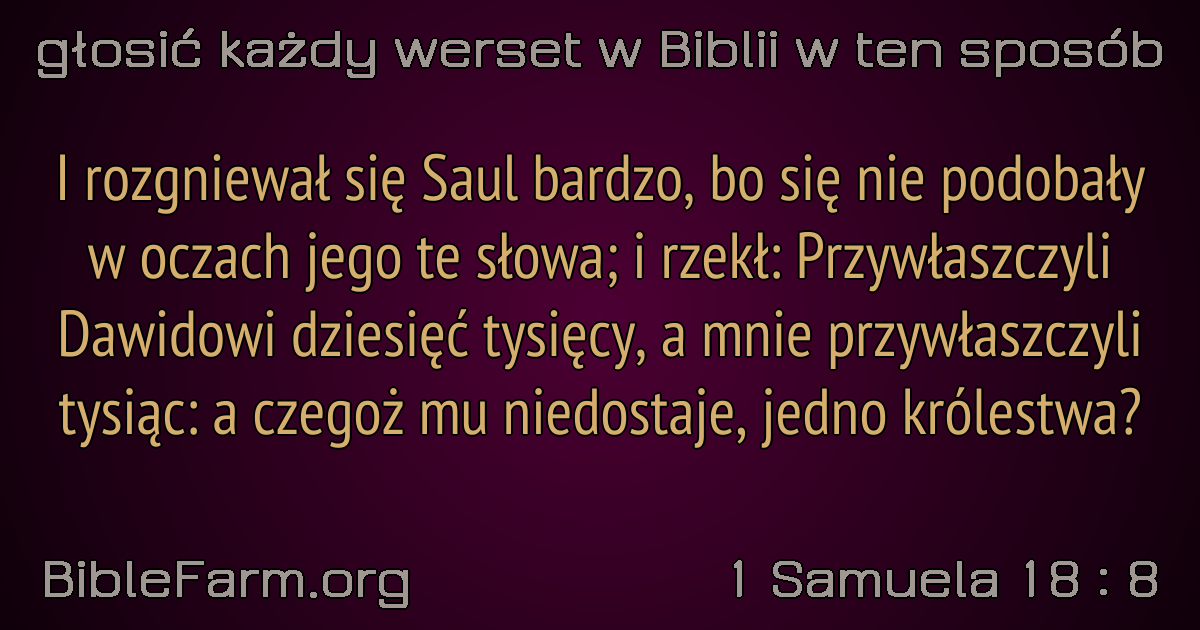 głosić każdy werset w Biblii w ten sposób
I rozgniewał się Saul bardzo, bo się nie podobały
w oczach jego te słowa; i rzekł: Przywłaszczyli
Dawidowi dziesięć tysięcy, a mnie przywłaszczyli
tysiąc: a czegoż mu niedostaje, jedno królestwa?
BibleFarm.org
1 Samuela 18 : 8